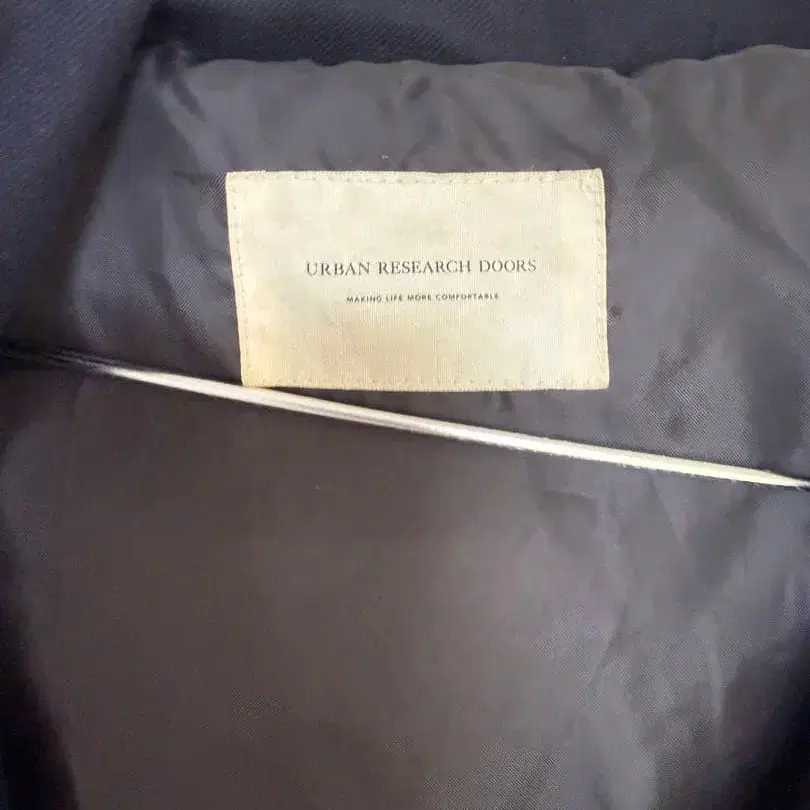 URBAN RESEARCH DOORS
MAKING LIFE MORE COMFORTABLE